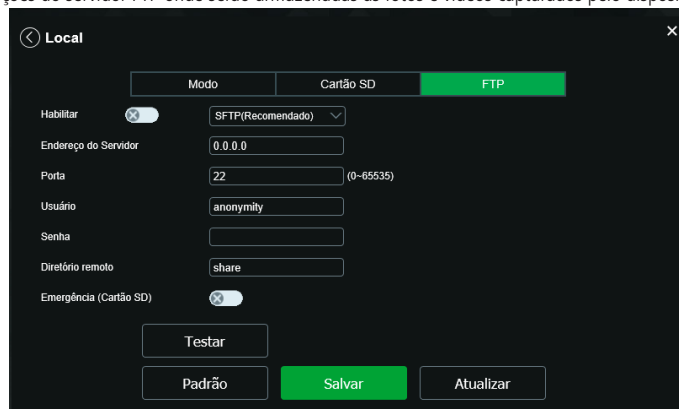 ções do servidor FTP onde serão armazenadas as fotos e vídeos capturados pelo
Local
Modo Cartão SD FTP
Habilitar SFTP(Recomendado)
Endereço do Servidor 0.0.0.0
Porta 22 (0~65535)
Usuário anonymity
Senha
Diretório remoto share
Emergência (Cartão SD)
Testar
Padrão Salvar Atualizar